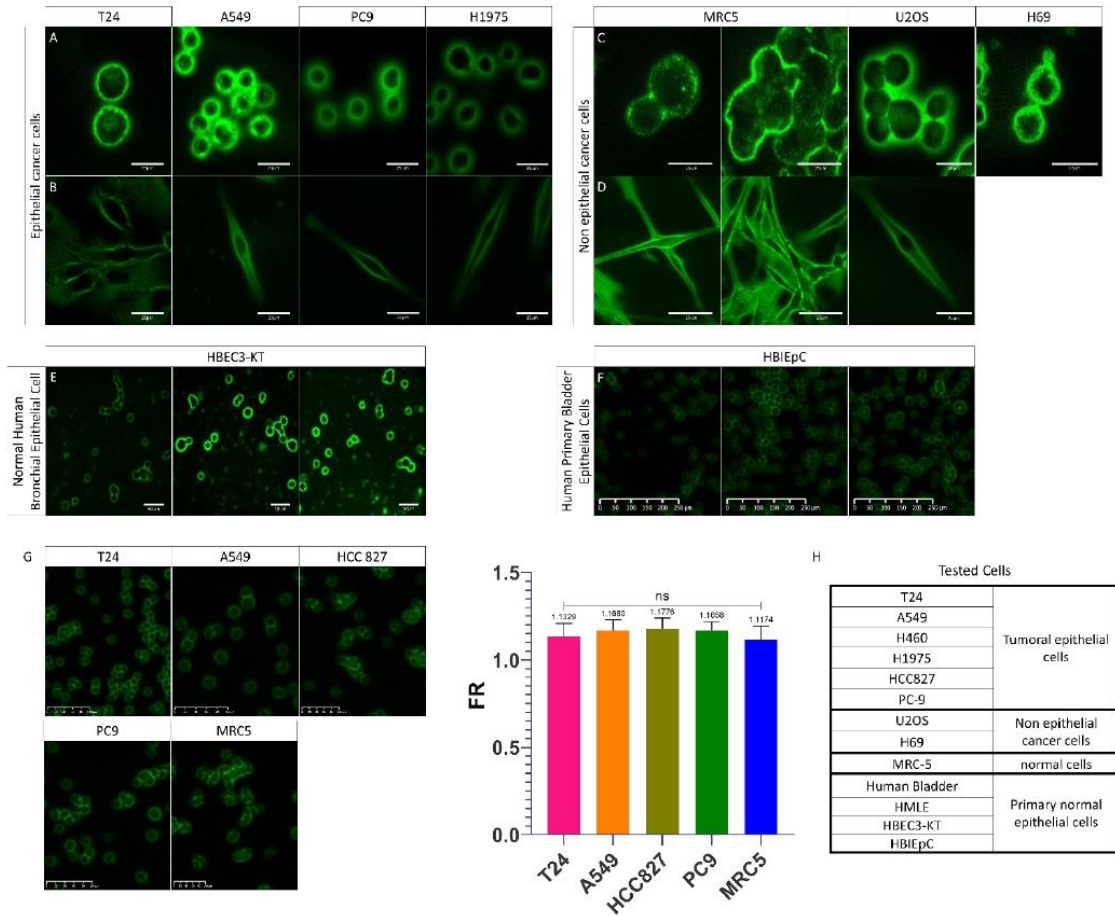 T24 A549 PC9 H1975
Epithelial cancer cells
A
B
MRC5 U2OS H69
Non epithelial cancer cells
C
D
HBEC3-KT
Normal Human
Bronchial Epithelial Cell
E
HBIEpC
Human Primary Bladder
Epithelial Cells
F
0 50 100 150 200 250 µm
0 50 100 150 200 250 µm
0 50 100 150 200 250 µm
G
T24 A549 HCC 827
PC9 MRC5
1.5
1.0
0.5
0.0
FR
ns
1.1329 1.1680 1.1776 1.1658 1.1174
T24 A549 HCC827 PC9 MRC5
H
Tested Cells
T24
A549
H460
H1975
HCC827
PC-9
Tumoral epithelial
cells
U2OS
H69
Non epithelial
cancer cells
MRC-5 normal cells
Human Bladder
HMLE
HBEC3-KT
HBIEpC
Primary normal
epithelial cells